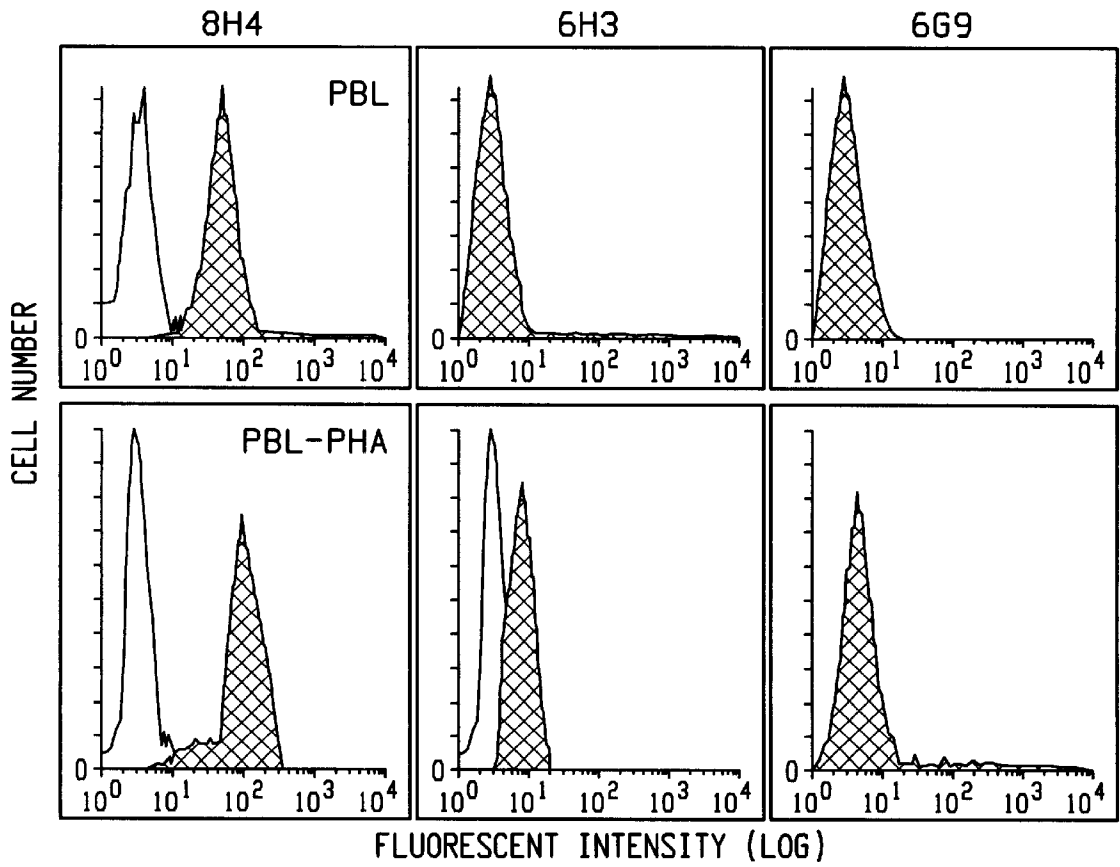 8H4 6H3 6G9
PBL
0 0 0
10^0 10^1 10^2 10^3 10^4 10^0 10^1 10^2 10^3 10^4 10^0 10^1 10^2 10^3 10^4
CELL NUMBER
PBL-PHA
0 0 0
10^0 10^1 10^2 10^3 10^4 10^0 10^1 10^2 10^3 10^4 10^0 10^1 10^2 10^3 10^4
FLUORESCENT INTENSITY (LOG)